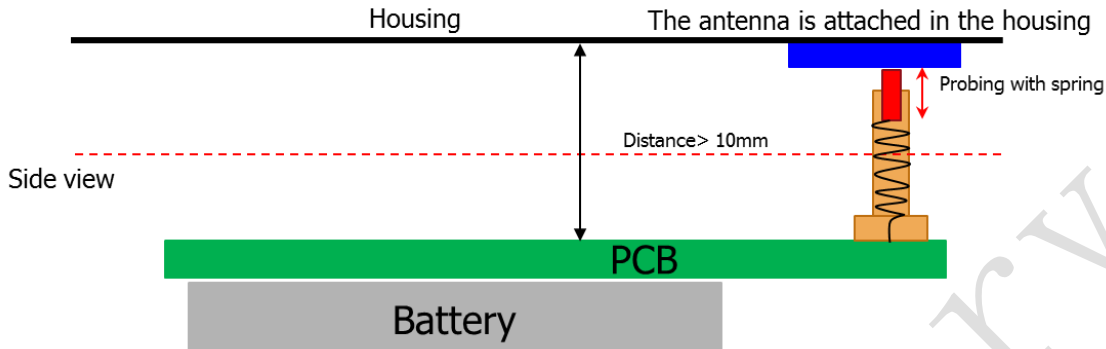 Housing
The antenna is attached in the housing
Probing with spring
Distance> 10mm
Side view
PCB
Battery